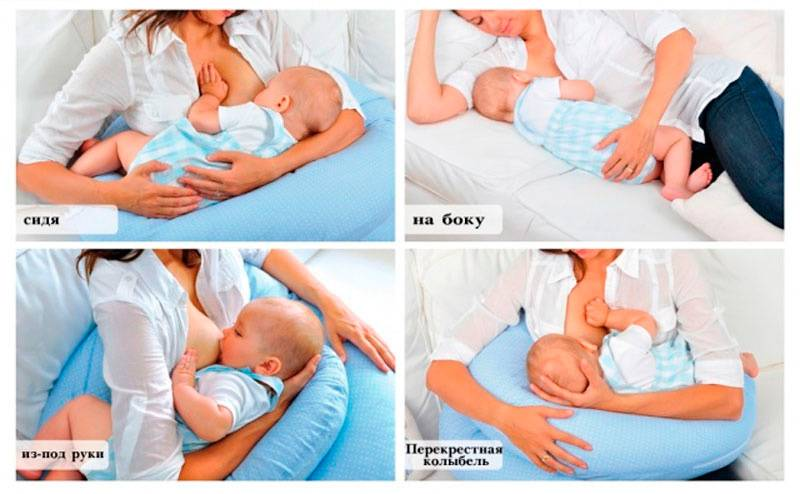 сидя
на боку
из-под руки
Перекрестная
колыбель